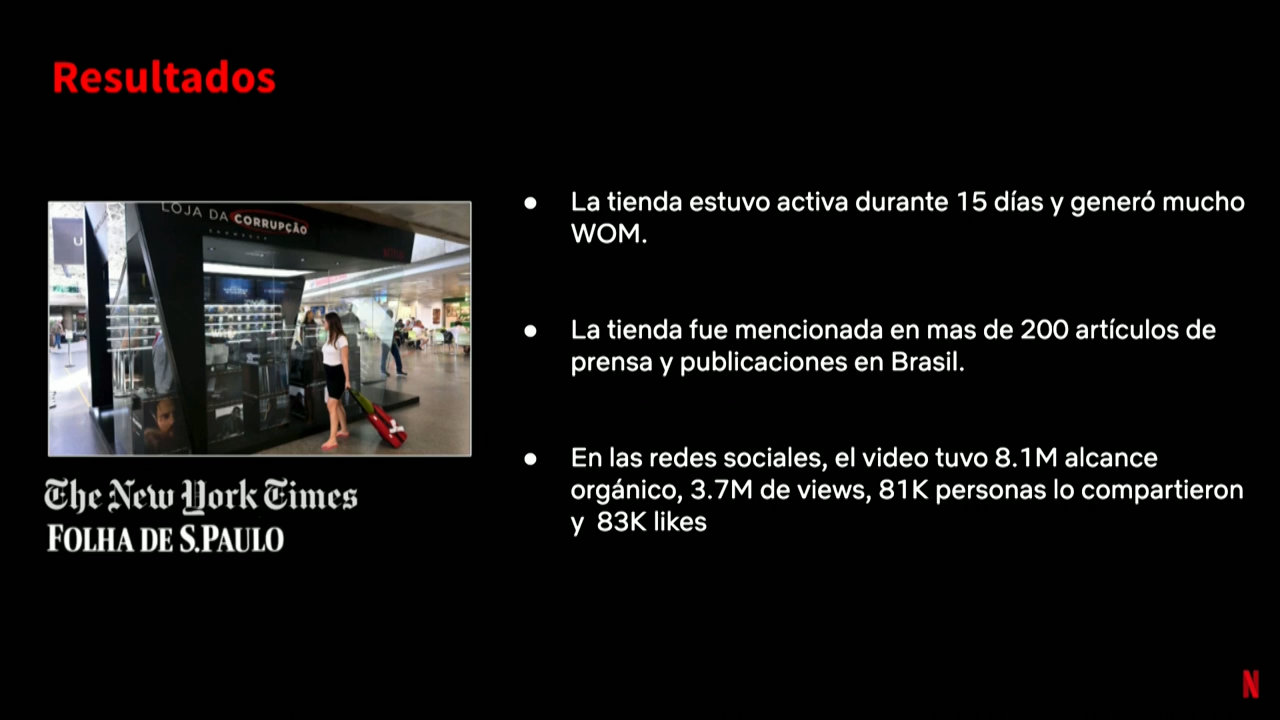 Resultados
LOJA DA CORRUPÇÃO
The New York Times
FOLHA DE S.PAULO
● La tienda estuvo activa durante 15 días y generó mucho
WOM.
● La tienda fue mencionada en mas de 200 artículos de
prensa y publicaciones en Brasil.
● En las redes sociales, el video tuvo 8.1M alcance
orgánico, 3.7M de views, 81K personas lo compartieron
y 83K likes
N